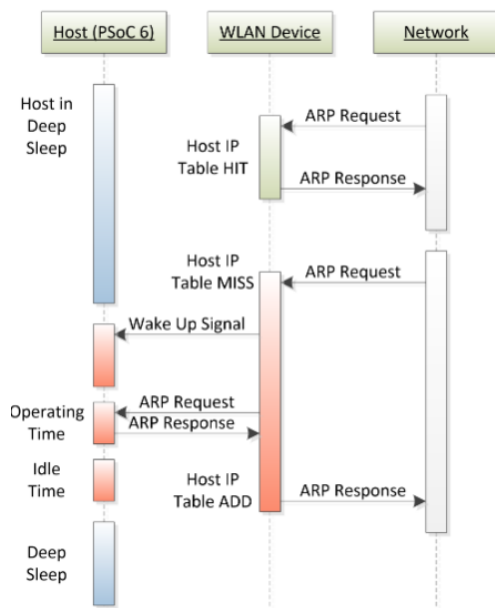 Host (PSoC 6)
WLAN Device
Network
Host in
Deep
Sleep
ARP Request
Host IP
Table HIT
ARP Response
Host IP
Table MISS
ARP Request
Wake Up Signal
ARP Request
Operating
Time
ARP Response
Idle
Time
Host IP
Table ADD
ARP Response
Deep
Sleep